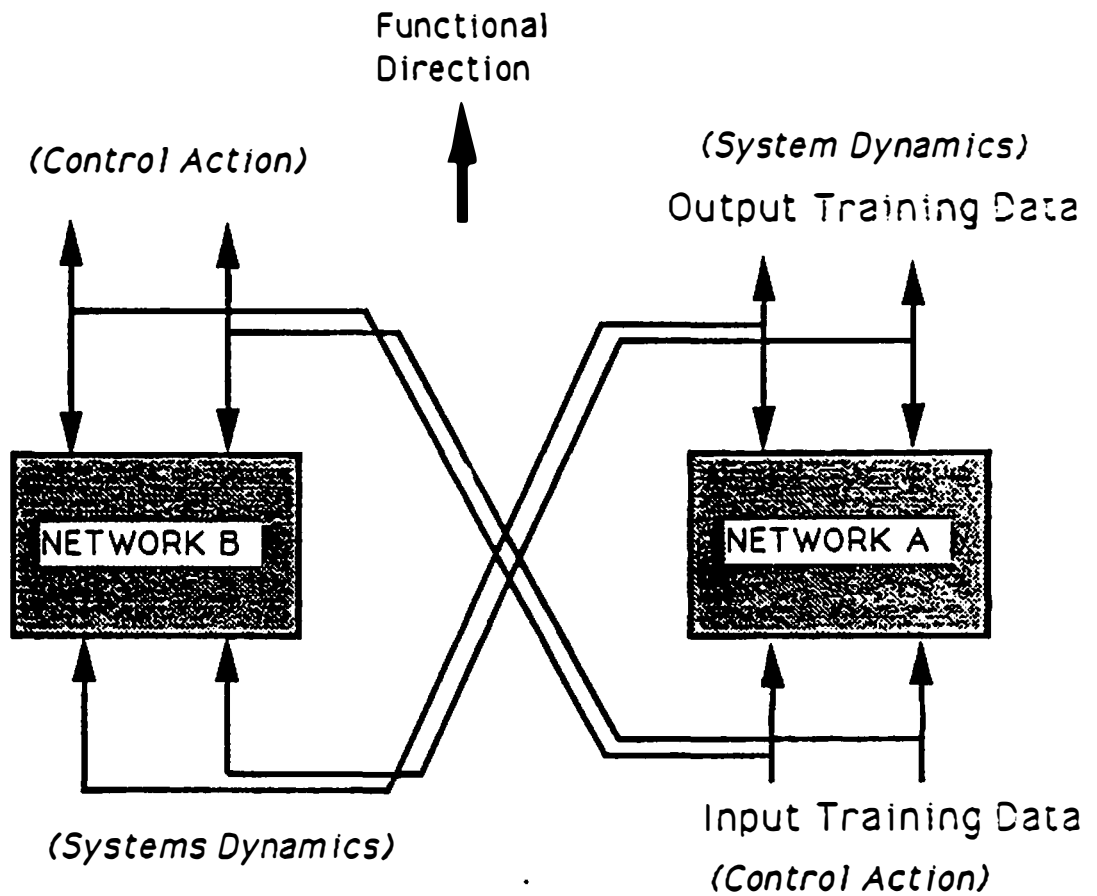 Functional
Direction
(Control Action)
(System Dynamics)
Output Training Data
NETWORK B
NETWORK A
(Systems Dynamics)
Input Training Data
(Control Action)